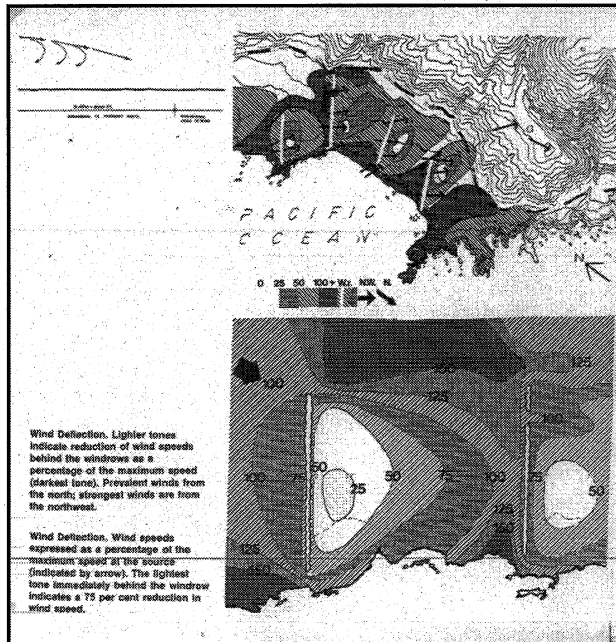 PACIFIC
OCEAN
0 25 50 100+ W.r. N.W. N.
N
100
125
125
100
100
75
50
25
50
75
100
125
150
75
50
125
150
Wind Deflection. Lighter tones
indicate reduction of wind speeds
behind the windrows as a
percentage of the maximum speed
(darkest tone). Prevalent winds from
the north; strongest winds are from
the northwest.
Wind Deflection. Wind speeds
expressed as a percentage of the
maximum speed at the source
(indicated by arrow). The lightest
tone immediately behind the windrow
indicates a 75 per cent reduction in
wind speed.